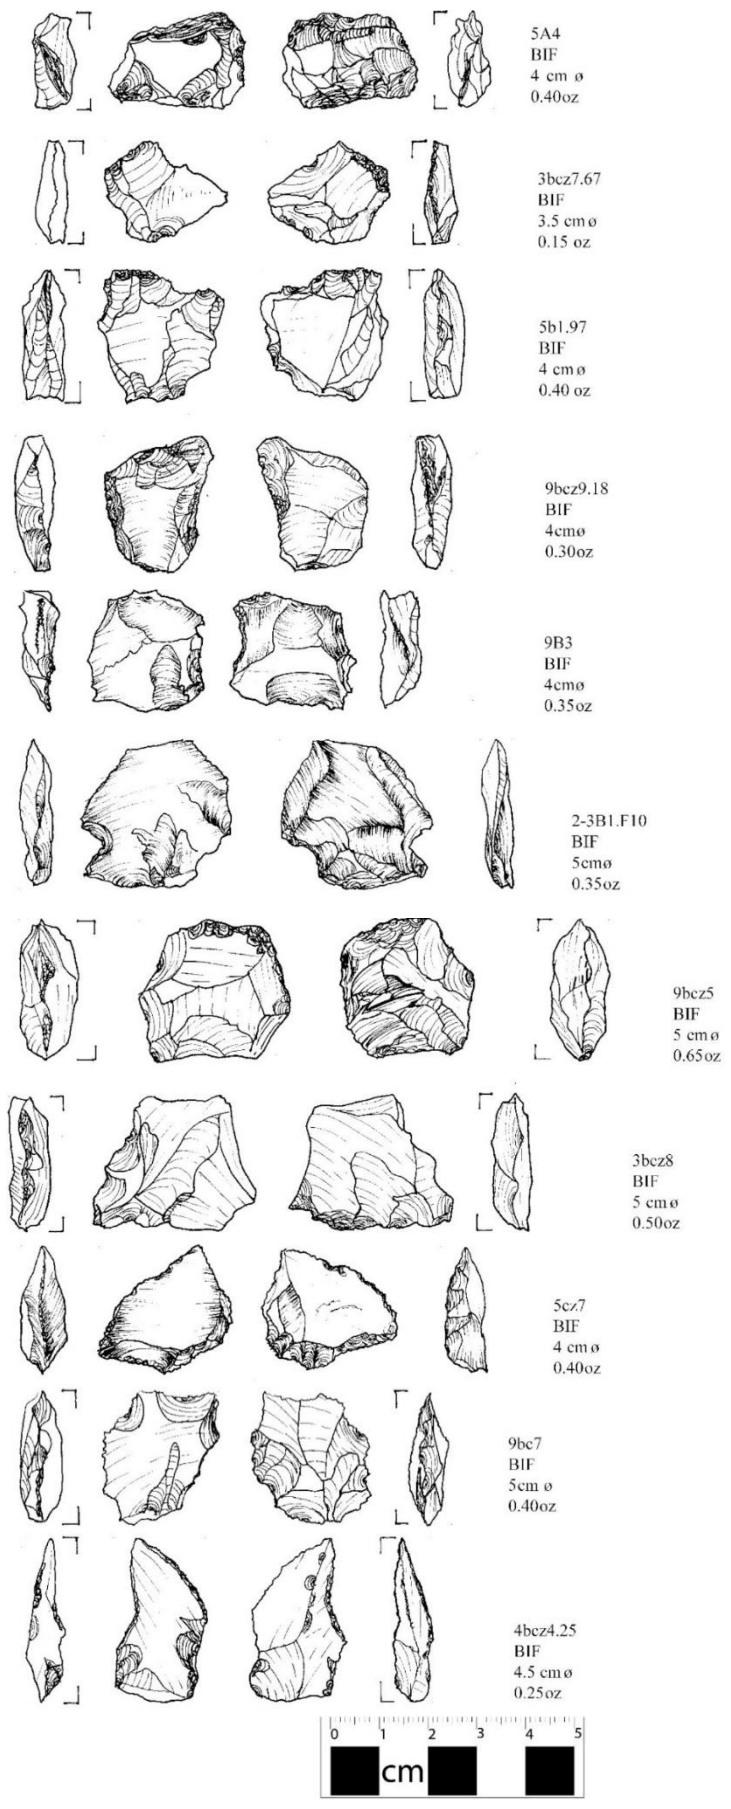 5A4
BIF
4 cm ø
0.40oz
3bcz7.67
BIF
3.5 cmø
0.15 oz
5b1.97
BIF
4 cm ø
0.40 oz
9bcz9.18
BIF
4cmø
0.30oz
9B3
BIF
4cmø
0.35oz
2-3B1.F10
BIF
5cmø
0.35oz
9bcz5
BIF
5 cm ø
0.65oz
3bcz8
BIF
5 cm ø
0.50oz
5cz7
BIF
4 cm ø
0.40oz
9bc7
BIF
5cm ø
0.40oz
4bcz4.25
BIF
4.5 cm ø
0.25oz
0 1 2 3 4 5
cm